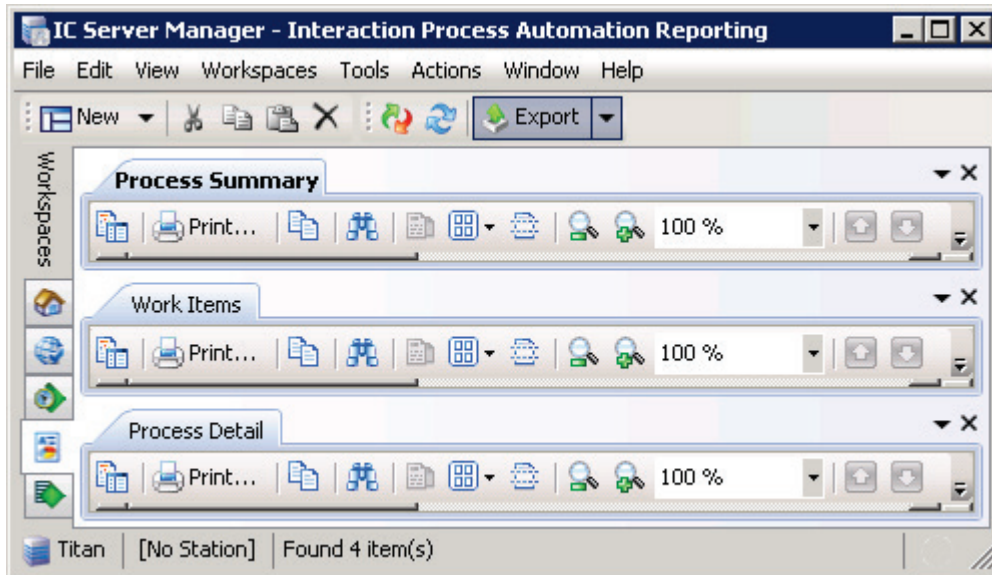 IC Server Manager - Interaction Process Automation Reporting
File Edit View Workspaces Tools Actions Window Help
New Export
Workspaces
Process Summary
Print... 100 %
Work Items
Print... 100 %
Process Detail
Print... 100 %
Titan [No Station] Found 4 item(s)